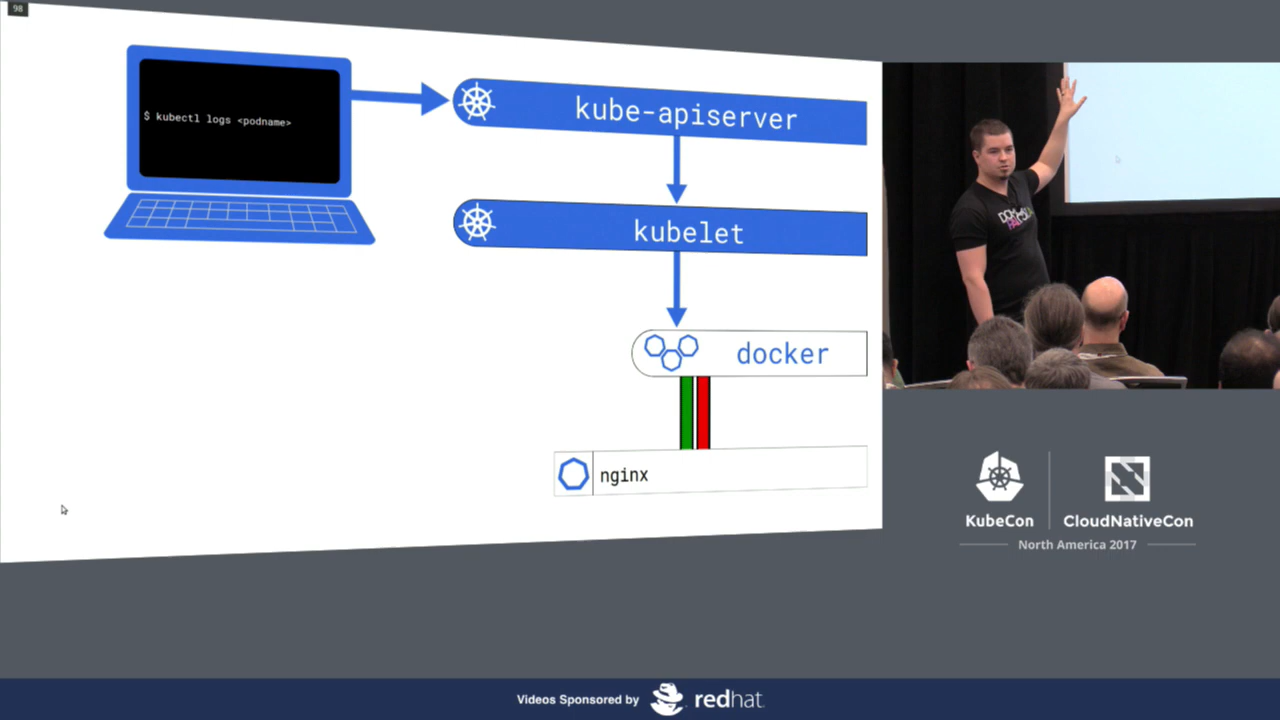 98
$ kubectl logs <podname>
kube-apiserver
kubelet
docker
nginx
KubeCon
CloudNativeCon
North America 2017
Videos Sponsored by
redhat.